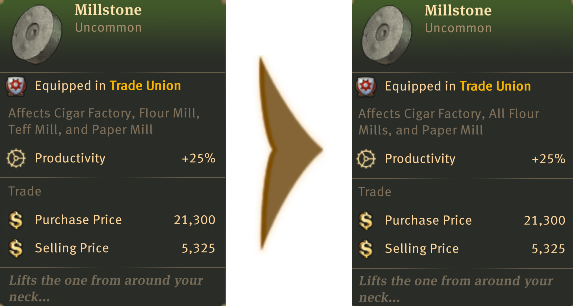 Millstone
Uncommon
Equipped in Trade Union
Affects Cigar Factory, Flour Mill,
Teff Mill, and Paper Mill
Productivity +25%
Trade
Purchase Price 21,300
Selling Price 5,325
Lifts the one from around your
neck...
Millstone
Uncommon
Equipped in Trade Union
Affects Cigar Factory, All Flour
Mills, and Paper Mill
Productivity +25%
Trade
Purchase Price 21,300
Selling Price 5,325
Lifts the one from around your
neck...